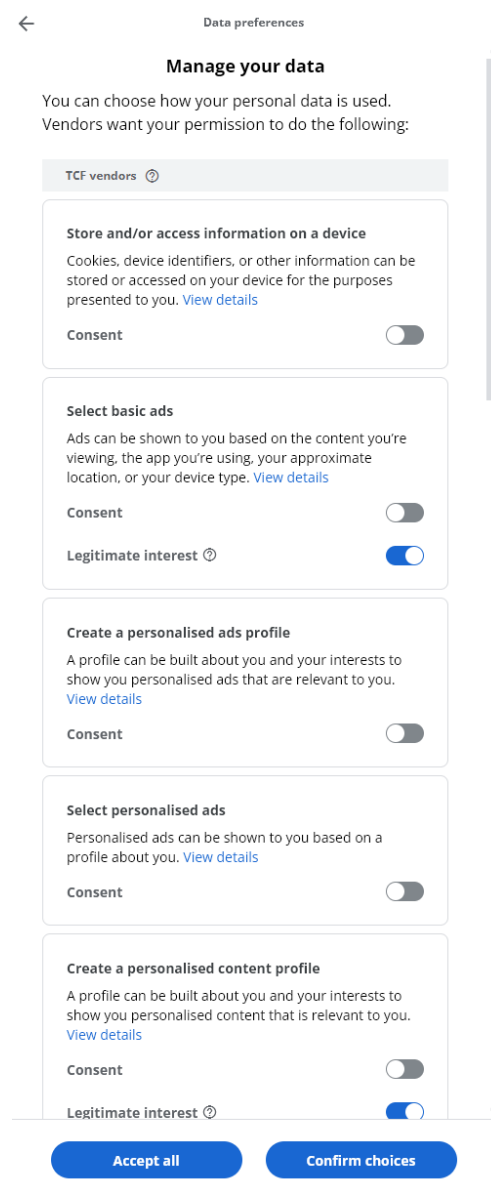 Data preferences
Manage your data
You can choose how your personal data is used.
Vendors want your permission to do the following:
TCF vendors
Store and/or access information on a device
Cookies, device identifiers, or other information can be
stored or accessed on your device for the purposes
presented to you. View details
Consent
Select basic ads
Ads can be shown to you based on the content you’re
viewing, the app you’re using, your approximate
location, or your device type. View details
Consent
Legitimate interest
Create a personalised ads profile
A profile can be built about you and your interests to
show you personalised ads that are relevant to you.
View details
Consent
Select personalised ads
Personalised ads can be shown to you based on a
profile about you. View details
Consent
Create a personalised content profile
A profile can be built about you and your interests to
show you personalised content that is relevant to you.
View details
Consent
Legitimate interest
Accept all
Confirm choices